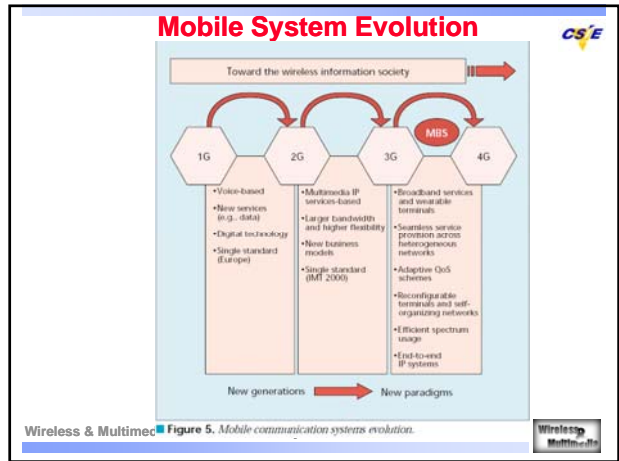 Mobile System Evolution
CS/E
Toward the wireless information society
MBS
1G
2G
3G
4G
•Voice-based
•New services
(e.g., data)
•Digital technology
•Single standard
(Europe)
•Multimedia IP
services-based
•Larger bandwidth
and higher flexibility
•New business
models
•Single standard
(IMT 2000)
•Broadband services
and wearable
terminals
•Seamless service
provision across
heterogeneous
networks
•Adaptive QoS
schemes
•Reconfigurable
terminals and self-
organizing networks
•Efficient spectrum
usage
•End-to-end
IP systems
New generations
New paradigms
Wireless & Multimed
Figure 5. Mobile communication systems evolution.
Wireless
Multimedia